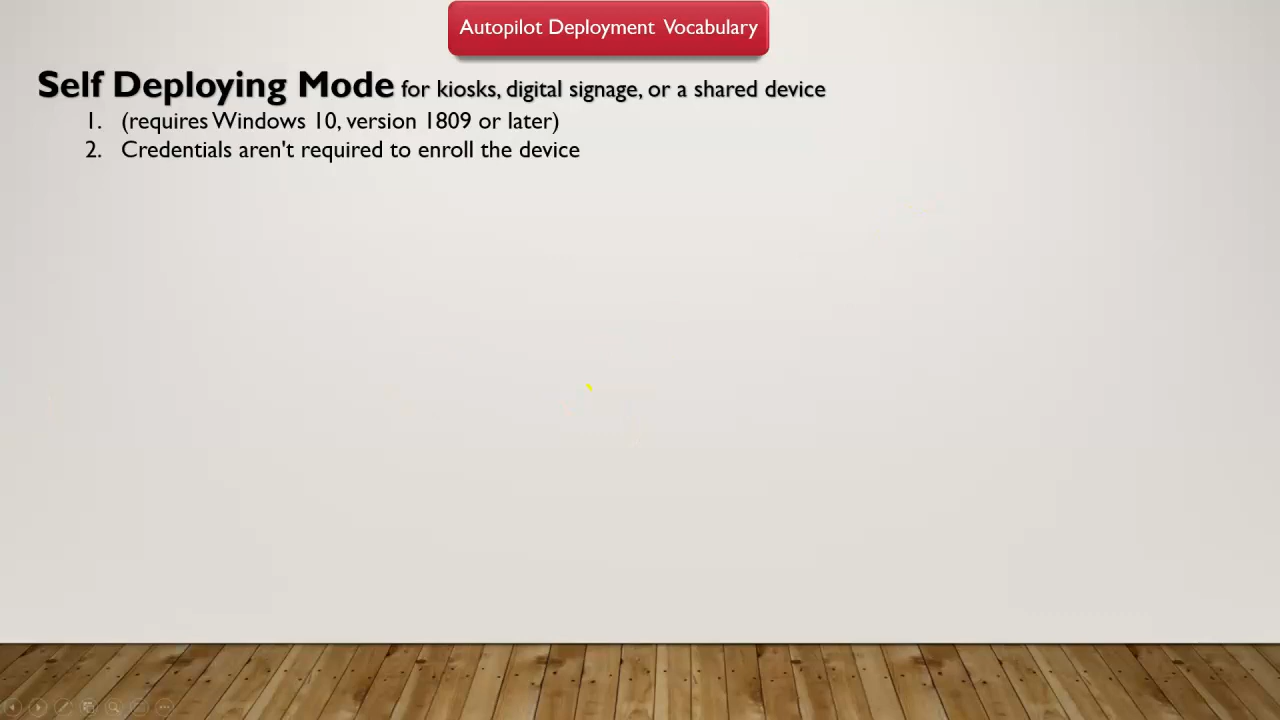 Autopilot Deployment Vocabulary
Self Deploying Mode for kiosks, digital signage, or a shared device
1. (requires Windows 10, version 1809 or later)
2. Credentials aren't required to enroll the device